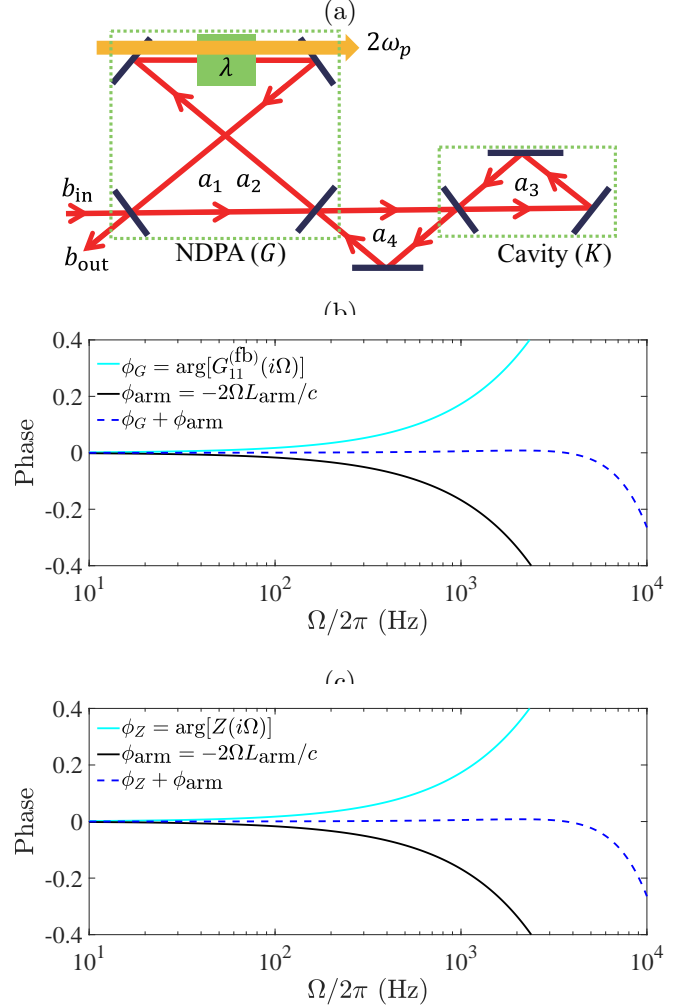 (a)
2ω_p
λ
a_1 a_2
a_3
b_in
a_4
b_out
NDPA (G)
Cavity (K)
(b)
0.4
ϕ_G = arg[G_11^(fb)(iΩ)]
ϕ_arm = −2ΩL_arm/c
ϕ_G + ϕ_arm
0.2
0
-0.2
-0.4
Phase
10^1
10^2
10^3
10^4
Ω/2π (Hz)
(c)
0.4
ϕ_Z = arg[Z(iΩ)]
ϕ_arm = −2ΩL_arm/c
ϕ_Z + ϕ_arm
0.2
0
-0.2
-0.4
Phase
10^1
10^2
10^3
10^4
Ω/2π (Hz)